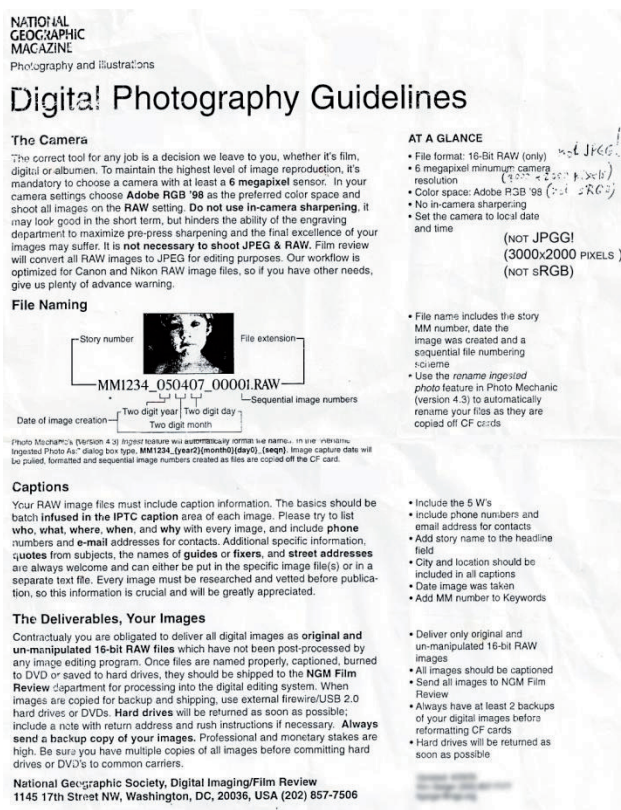 NATIONAL
GEOGRAPHIC
MAGAZINE
Photography and Illustrations
Digital Photography Guidelines
The Camera
The correct tool for any job is a decision we leave to you, whether it's film,
digital or albumen. To maintain the highest level of image reproduction, it's
mandatory to choose a camera with at least a 6 megapixel sensor. In your
camera settings choose Adobe RGB '98 as the preferred color space and
shoot all images on the RAW setting. Do not use in-camera sharpening, it
may look good in the short term, but hinders the ability of the engraving
department to maximize pre-press sharpening and the final excellence of your
images may suffer. It is not necessary to shoot JPEG & RAW. Film review
will convert all RAW images to JPEG for editing purposes. Our workflow is
optimized for Canon and Nikon RAW image files, so if you have other needs,
give us plenty of advance warning.
AT A GLANCE
• File format: 16-Bit RAW (only) not JPGG!
• 6 megapixel minumum camera
resolution (3000 x 2000 pixels)
• Color space: Adobe RGB '98 (not sRGB)
• No in-camera sharpening
• Set the camera to local date
and time
(NOT JPGG!
(3000x2000 PIXELS )
(NOT SRGB)
File Naming
Story number
File extension
MM1234_050407_00001.RAW
Sequential image numbers
Two digit year
Two digit day
Date of image creation
Two digit month
Photo Mechanic's (Version 4.3) Ingest feature will automatically format file names. In the "Rename
Ingested Photo As:" dialog box type, MM1234_{year2}{month0}{day0}_{seqn}. Image capture date will
be pulled, formatted and sequential image numbers created as files are copied off the CF card.
• File name includes the story
MM number, date the
image was created and a
sequential file numbering
scheme
• Use the rename ingested
photo feature in Photo Mechanic
(version 4.3) to automatically
rename your files as they are
copied off CF cards
Captions
Your RAW image files must include caption information. The basics should be
batch infused in the IPTC caption area of each image. Please try to list
who, what, where, when, and why with every image, and include phone
numbers and e-mail addresses for contacts. Additional specific information,
quotes from subjects, the names of guides or fixers, and street addresses
are always welcome and can either be put in the specific image file(s) or in a
separate text file. Every image must be researched and vetted before publica-
tion, so this information is crucial and will be greatly appreciated.
• Include the 5 W's
• include phone numbers and
email address for contacts
• Add story name to the headline
field
• City and location should be
included in all captions
• Date image was taken
• Add MM number to Keywords
The Deliverables, Your Images
Contractualy you are obligated to deliver all digital images as original and
un-manipulated 16-bit RAW files which have not been post-processed by
any image editing program. Once files are named properly, captioned, burned
to DVD or saved to hard drives, they should be shipped to the NGM Film
Review department for processing into the digital editing system. When
images are copied for backup and shipping, use external firewire/USB 2.0
hard drives or DVDs. Hard drives will be returned as soon as possible;
include a note with return address and rush instructions if necessary. Always
send a backup copy of your images. Professional and monetary stakes are
high. Be sure you have multiple copies of all images before committing hard
drives or DVD's to common carriers.
• Deliver only original and
un-manipulated 16-bit RAW
images
• All images should be captioned
• Send all images to NGM Film
Review
• Always have at least 2 backups
of your digital images before
reformatting CF cards
• Hard drives will be returned as
soon as possible
National Geographic Society, Digital Imaging/Film Review
1145 17th Street NW, Washington, DC, 20036, USA (202) 857-7506